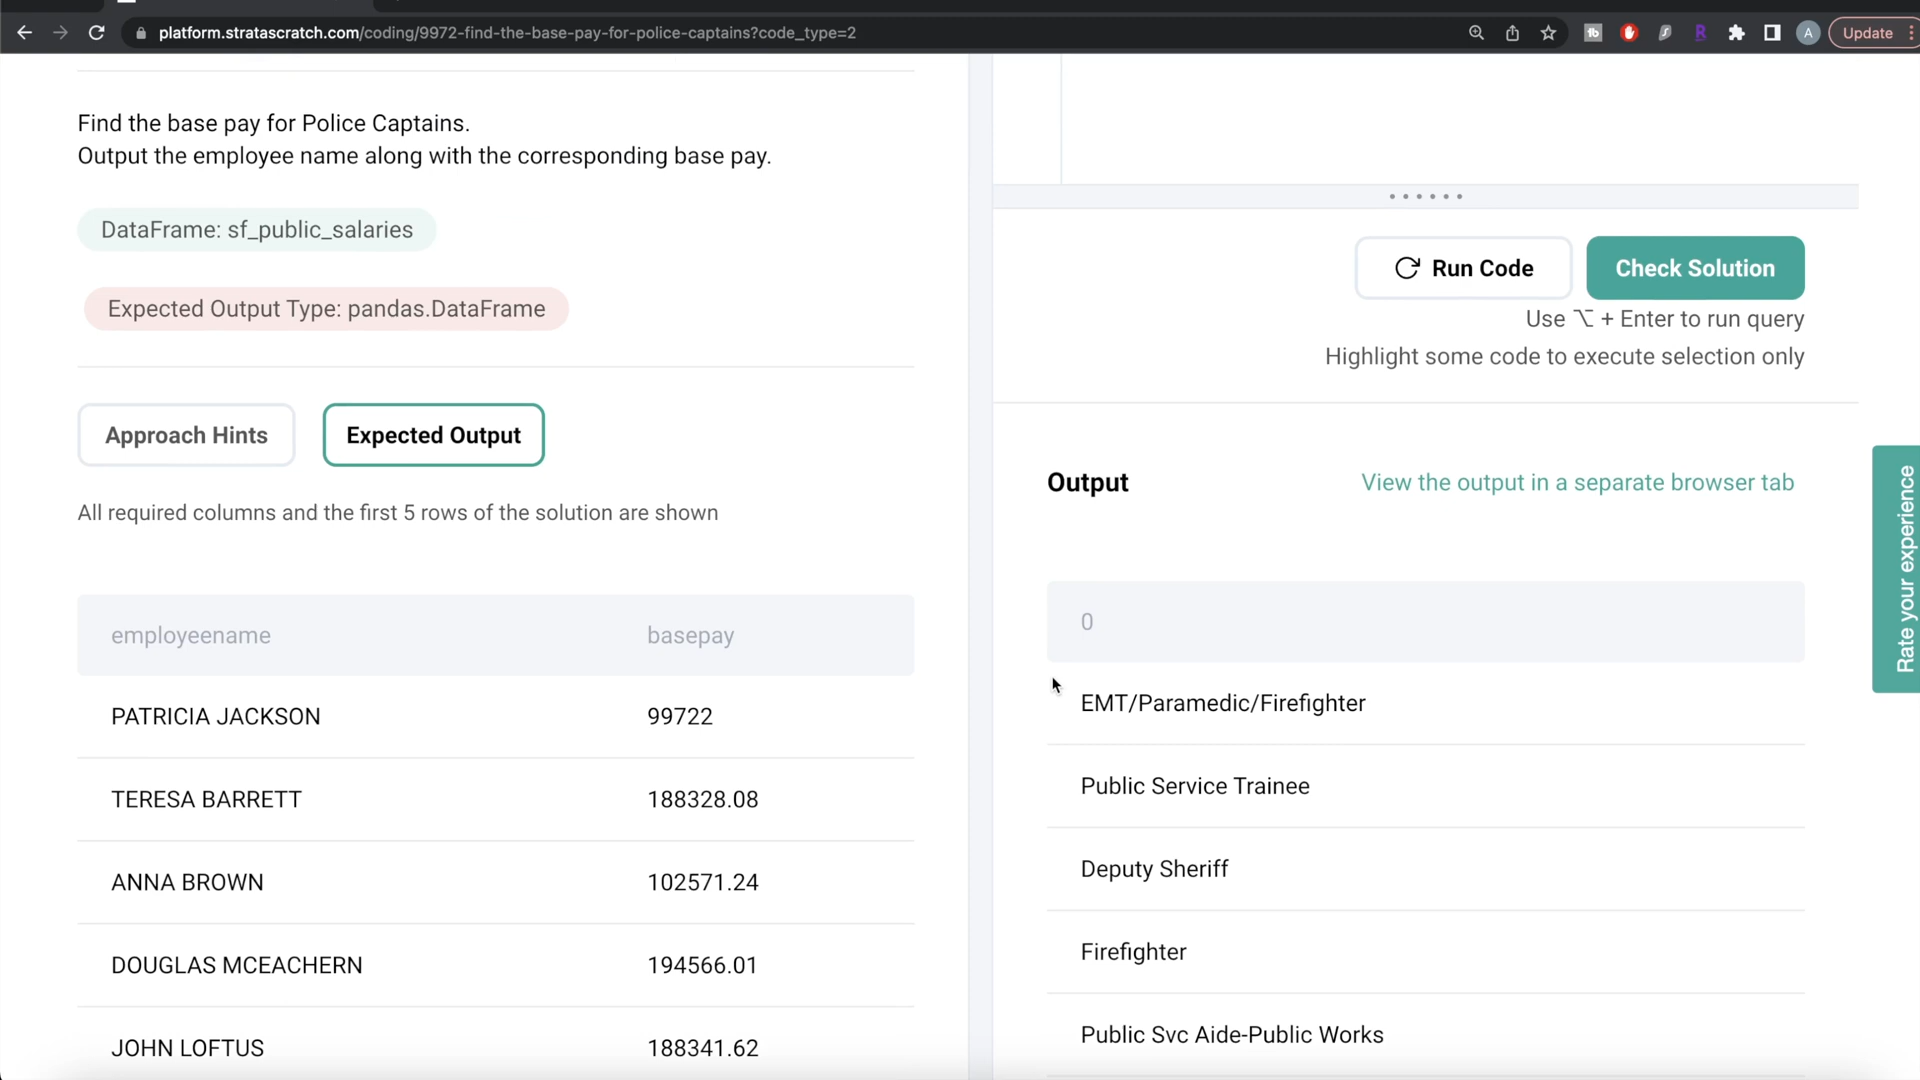 platform.stratascratch.com/coding/9972-find-the-base-pay-for-police-captains?code_type=2
A
Update
Find the base pay for Police Captains.
Output the employee name along with the corresponding base pay.
DataFrame: sf_public_salaries
Expected Output Type: pandas.DataFrame
Approach Hints
Expected Output
All required columns and the first 5 rows of the solution are shown
employeename basepay
PATRICIA JACKSON 99722
TERESA BARRETT 188328.08
ANNA BROWN 102571.24
DOUGLAS MCEACHERN 194566.01
JOHN LOFTUS 188341.62
Run Code
Check Solution
Use ⌥ + Enter to run query
Highlight some code to execute selection only
Output
View the output in a separate browser tab
0
EMT/Paramedic/Firefighter
Public Service Trainee
Deputy Sheriff
Firefighter
Public Svc Aide-Public Works
Rate your experience